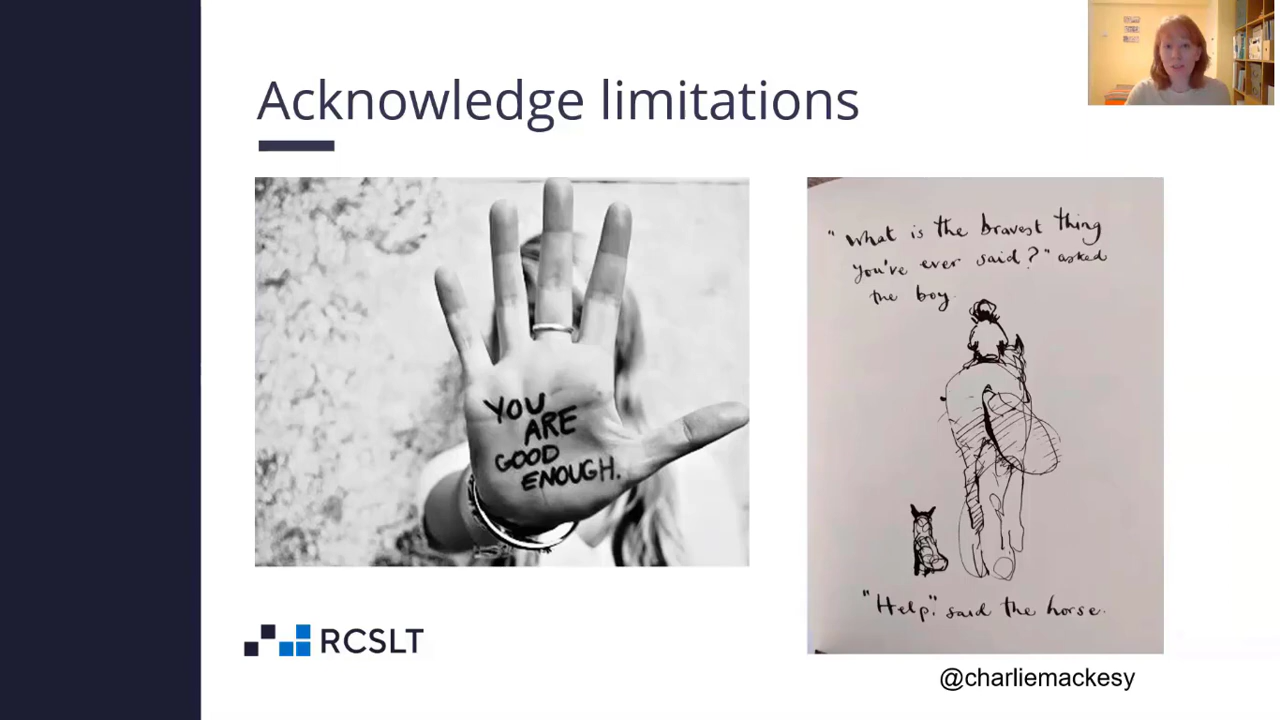 Acknowledge limitations
YOU
ARE
GOOD
ENOUGH.
"What is the bravest thing
you've ever said?" asked
the boy.
"Help." said the horse.
RCSLT
@charliemackesy